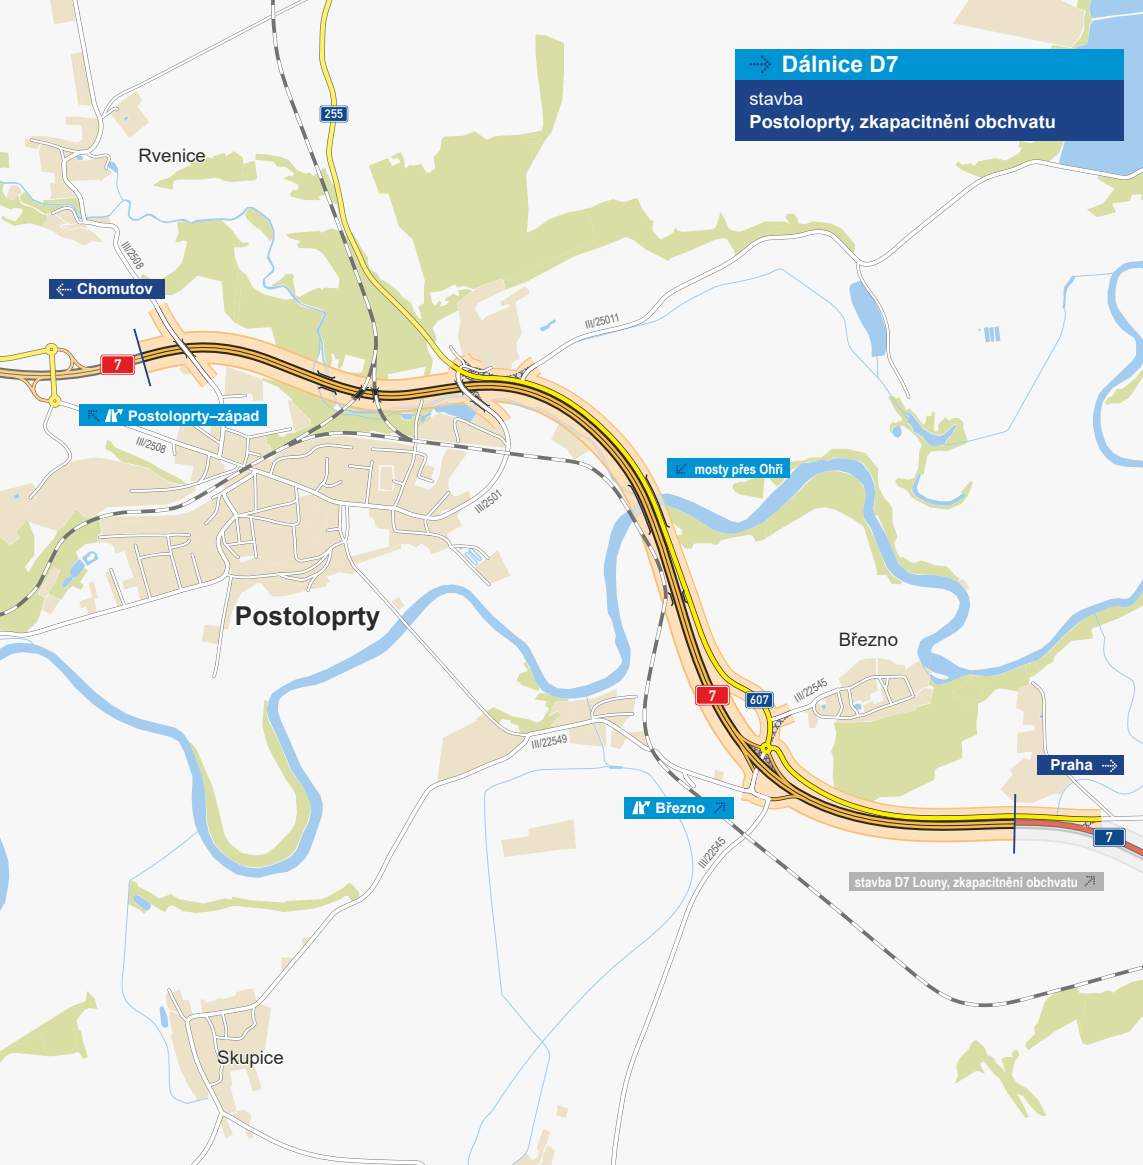 Dálnice D7
stavba
Postoloprty, zkapacitnění obchvatu
255
Rvenice
III/2508
Chomutov
III/25011
7
Postoloprty–západ
III/2508
mosty přes Ohři
III/2501
Postoloprty
Březno
7
607
III/22545
III/22549
Praha
Březno
7
III/22545
stavba D7 Louny, zkapacitnění obchvatu
Skupice